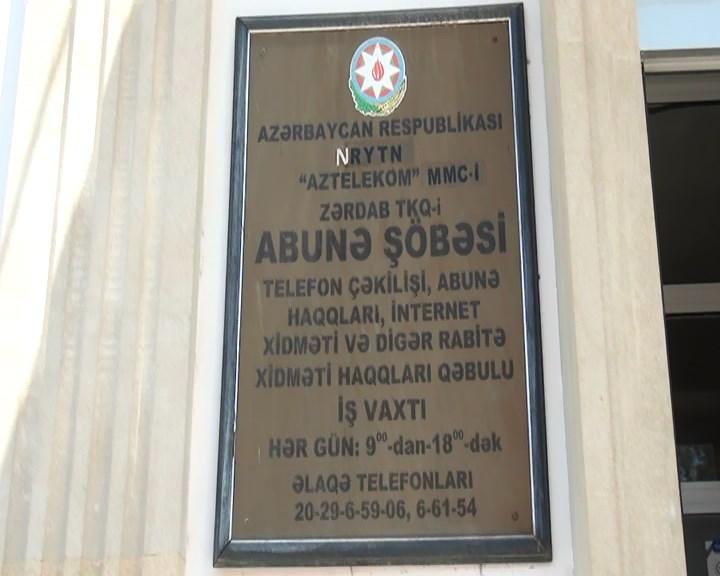 AZƏRBAYCAN RESPUBLİKASI
NRYTN
"AZTELEKOM" MMC-İ
ZƏRDAB TKQ-i
ABUNƏ ŞÖBƏSİ
TELEFON ÇƏKİLİŞİ, ABUNƏ
HAQQLARI, İNTERNET
XİDMƏTİ VƏ DİGƏR RABİTƏ
XİDMƏTİ HAQQLARI QƏBULU
İŞ VAXTI
HƏR GÜN: 9⁰⁰-dan-18⁰⁰-dək
ƏLAQƏ TELEFONLARI
20-29-6-59-06, 6-61-54